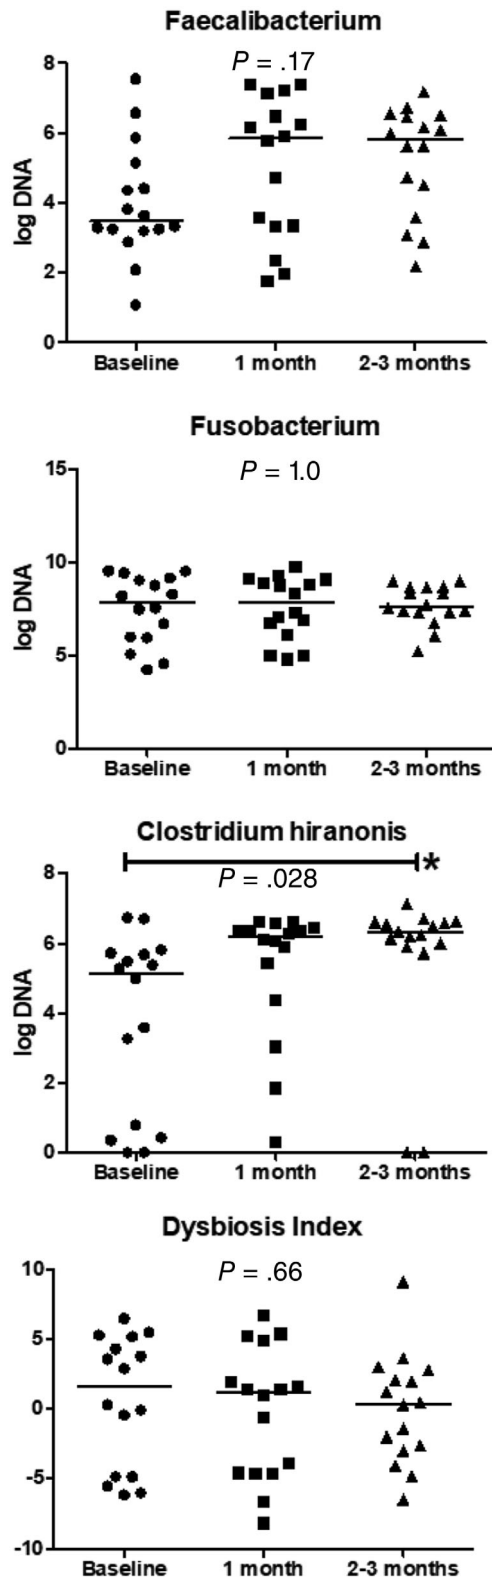 Faecalibacterium
P = .17
8
6
4
2
0
log DNA
Baseline 1 month 2-3 months
Fusobacterium
P = 1.0
15
10
5
0
log DNA
Baseline 1 month 2-3 months
Clostridium hiranonis
*
P = .028
8
6
4
2
0
log DNA
Baseline 1 month 2-3 months
Dysbiosis Index
P = .66
10
5
0
-5
-10
Baseline 1 month 2-3 months